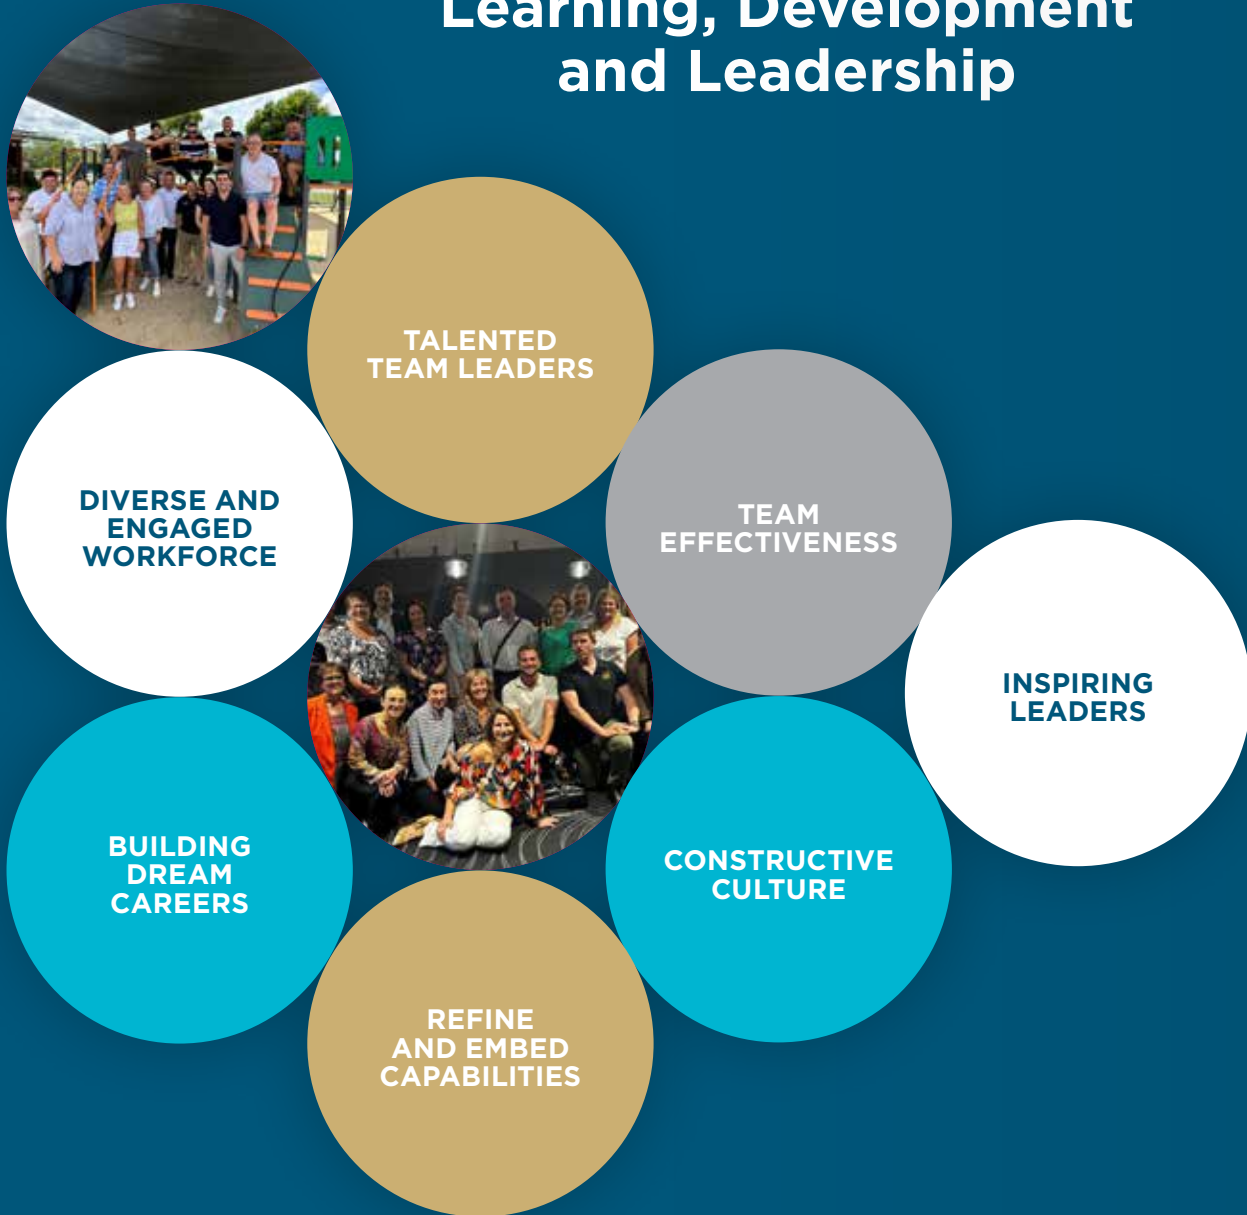 Learning, Development
and Leadership
TALENTED
TEAM LEADERS
DIVERSE AND
ENGAGED
WORKFORCE
TEAM
EFFECTIVENESS
INSPIRING
LEADERS
BUILDING
DREAM
CAREERS
CONSTRUCTIVE
CULTURE
REFINE
AND EMBED
CAPABILITIES